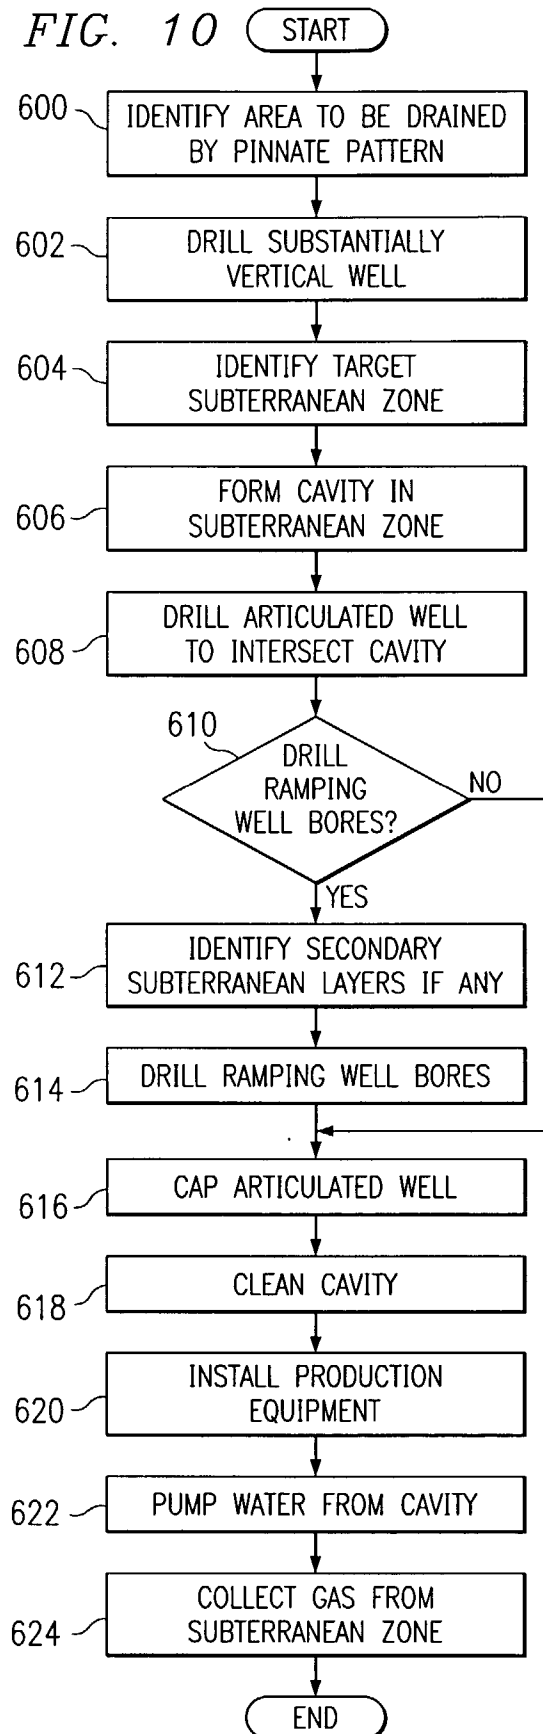 FIG. 10
START
600
IDENTIFY AREA TO BE DRAINED
BY PINNATE PATTERN
602
DRILL SUBSTANTIALLY
VERTICAL WELL
604
IDENTIFY TARGET
SUBTERRANEAN ZONE
606
FORM CAVITY IN
SUBTERRANEAN ZONE
608
DRILL ARTICULATED WELL
TO INTERSECT CAVITY
610
DRILL
RAMPING
WELL BORES?
NO
YES
612
IDENTIFY SECONDARY
SUBTERRANEAN LAYERS IF ANY
614
DRILL RAMPING WELL BORES
616
CAP ARTICULATED WELL
618
CLEAN CAVITY
620
INSTALL PRODUCTION
EQUIPMENT
622
PUMP WATER FROM CAVITY
624
COLLECT GAS FROM
SUBTERRANEAN ZONE
END